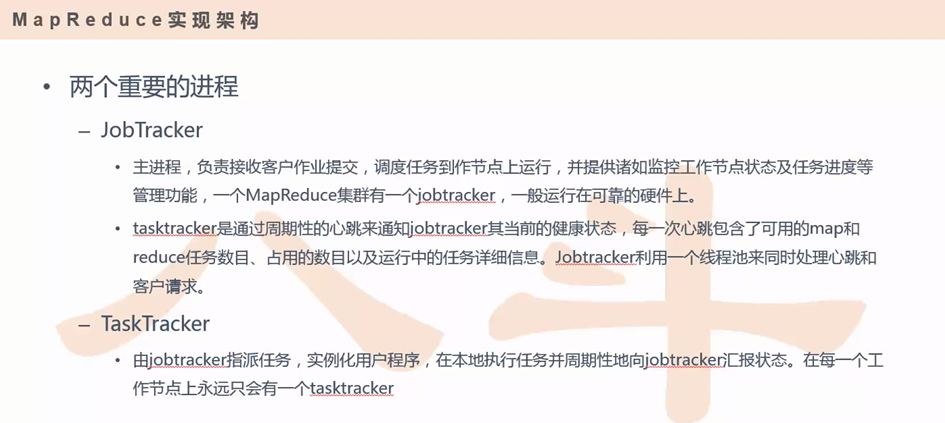 MapReduce实现架构
• 两个重要的进程
– JobTracker
• 主进程，负责接收客户作业提交，调度任务到作节点上运行，并提供诸如监控工作节点状态及任务进度等
管理功能，一个MapReduce集群有一个jobtracker，一般运行在可靠的硬件上。
• tasktracker是通过周期性的心跳来通知jobtracker其当前的健康状态，每一次心跳包含了可用的map和
reduce任务数目、占用的数目以及运行中的任务详细信息。Jobtracker利用一个线程池来同时处理心跳和
客户请求。
– TaskTracker
• 由jobtracker指派任务，实例化用户程序，在本地执行任务并周期性地向jobtracker汇报状态。在每一个工
作节点上永远只会有一个tasktracker
八斗